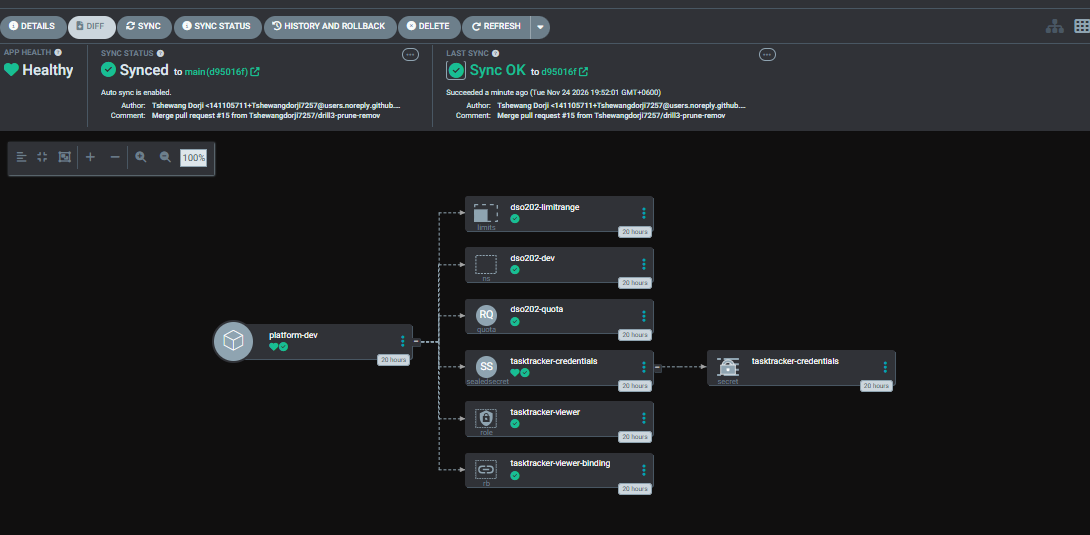 DETAILS DIFF SYNC SYNC STATUS HISTORY AND ROLLBACK DELETE REFRESH
APP HEALTH
Healthy
SYNC STATUS
Synced to main(d95016f)
Auto sync is enabled.
Author: Tshewang Dorji <141105711+Tshewangdorji7257@users.noreply.github....
Comment: Merge pull request #15 from Tshewangdorji7257/drill3-prune-remov
LAST SYNC
Sync OK to d95016f
Succeeded a minute ago (Tue Nov 24 2026 19:52:01 GMT+0600)
Author: Tshewang Dorji <141105711+Tshewangdorji7257@users.noreply.github....
Comment: Merge pull request #15 from Tshewangdorji7257/drill3-prune-remov
100%
platform-dev
20 hours
dso202-limitrange
limits
20 hours
dso202-dev
ns
20 hours
RQ
dso202-quota
quota
20 hours
SS
tasktracker-credentials
sealedsecret
20 hours
tasktracker-credentials
secret
20 hours
tasktracker-viewer
role
20 hours
tasktracker-viewer-binding
rb
20 hours